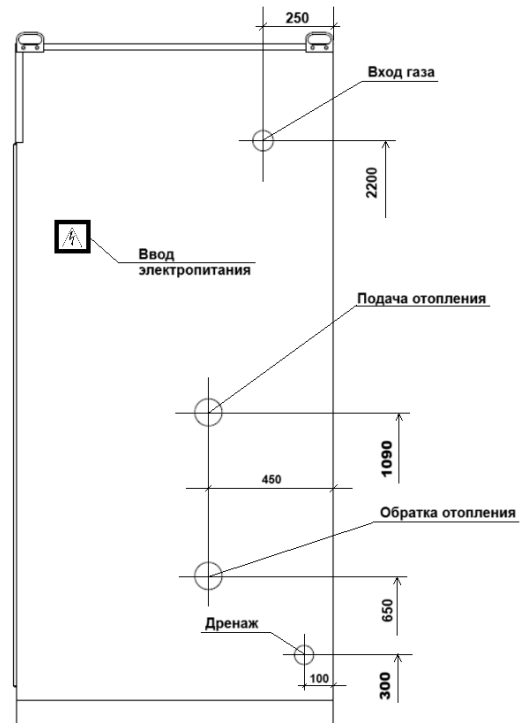 250
Вход газа
2200
Ввод
электропитания
Подача отопления
1090
450
Обратка отопления
650
Дренаж
100
300